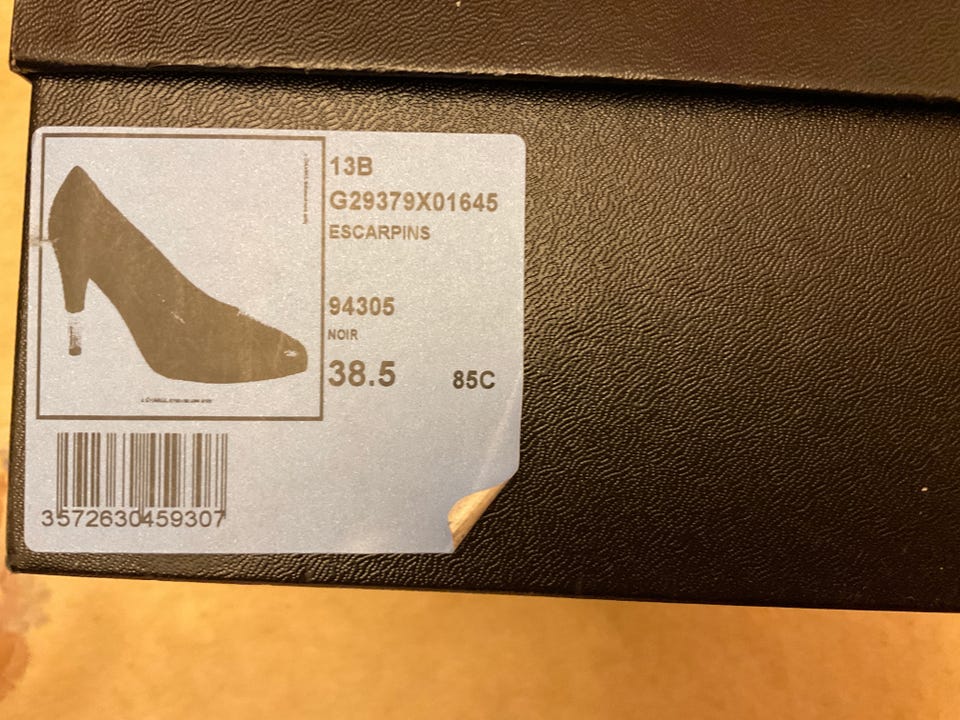 13B
G29379X01645
ESCARPINS
94305
NOIR
38.5 85C
3572630459307